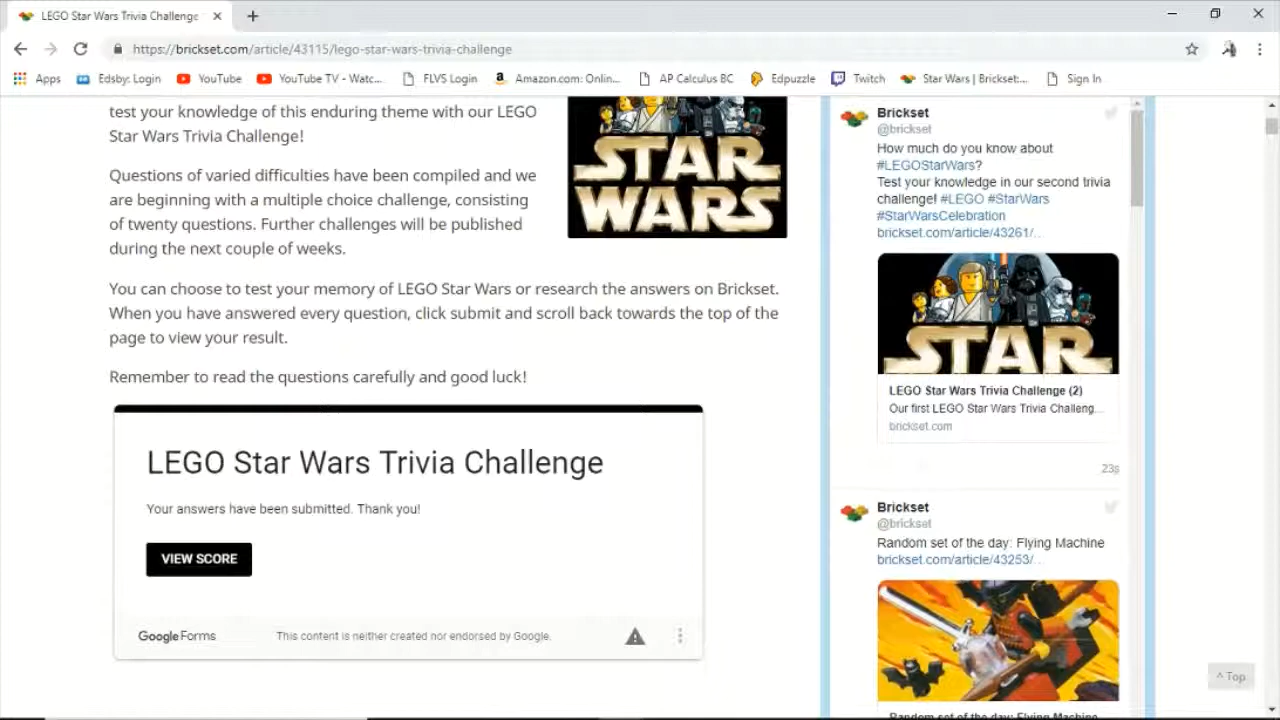 LEGO Star Wars Trivia Challenge
https://brickset.com/article/43115/lego-star-wars-trivia-challenge
Apps Edsby: Login YouTube YouTube TV - Watc... FLVS Login Amazon.com: Onlin... AP Calculus BC Edpuzzle Twitch Star Wars | Brickset:... Sign In
test your knowledge of this enduring theme with our LEGO
Star Wars Trivia Challenge!
Questions of varied difficulties have been compiled and we
are beginning with a multiple choice challenge, consisting
of twenty questions. Further challenges will be published
during the next couple of weeks.
STAR
WARS
You can choose to test your memory of LEGO Star Wars or research the answers on Brickset.
When you have answered every question, click submit and scroll back towards the top of the
page to view your result.
Remember to read the questions carefully and good luck!
LEGO Star Wars Trivia Challenge
Your answers have been submitted. Thank you!
VIEW SCORE
Google Forms
This content is neither created nor endorsed by Google.
Brickset
@brickset
How much do you know about
#LEGOStarWars?
Test your knowledge in our second trivia
challenge! #LEGO #StarWars
#StarWarsCelebration
brickset.com/article/43261/...
STAR
LEGO Star Wars Trivia Challenge (2)
Our first LEGO Star Wars Trivia Challeng...
brickset.com
23s
Brickset
@brickset
Random set of the day: Flying Machine
brickset.com/article/43253/...
Random set of the day: Flying Machine
^ Top